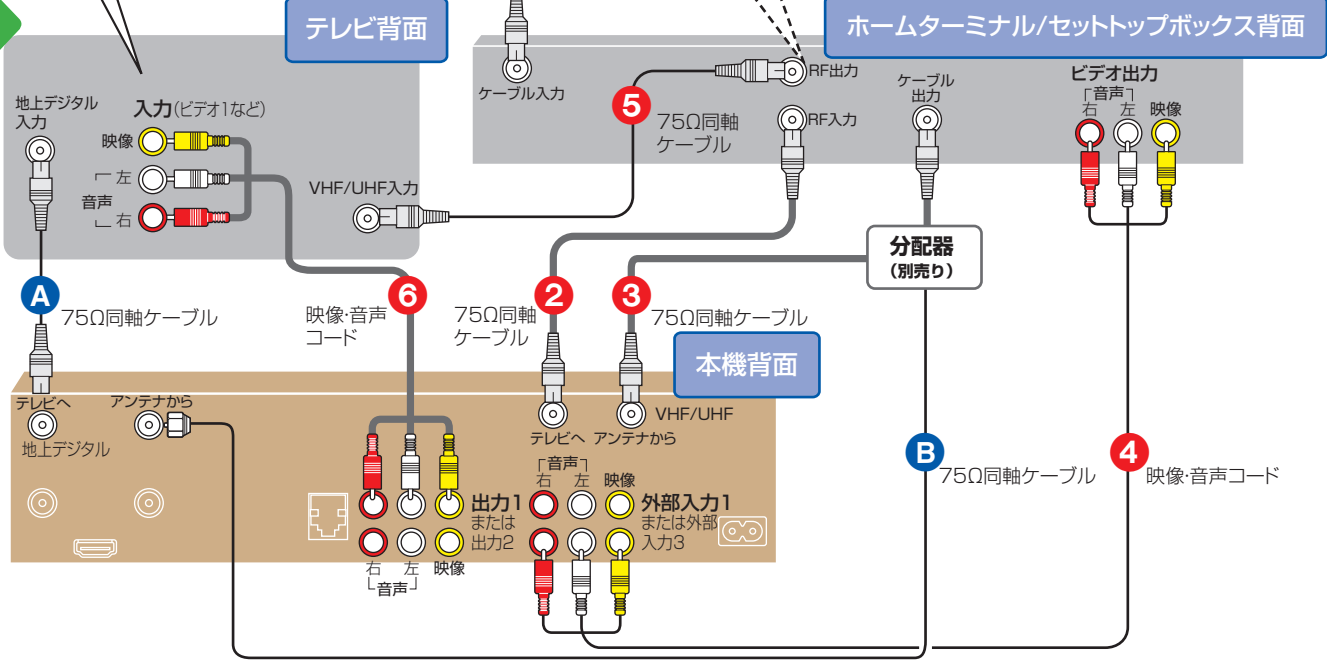 テレビ背面
ホームターミナル/セットトップボックス背面
地上デジタル
入力
入力(ビデオ1など)
映像
左
音声
右
VHF/UHF入力
ケーブル入力
RF出力
RF入力
ケーブル
出力
ビデオ出力
「音声」
右 左 映像
5
75Ω同軸
ケーブル
分配器
(別売り)
A
75Ω同軸ケーブル
6
映像・音声
コード
2
75Ω同軸
ケーブル
3
75Ω同軸ケーブル
本機背面
テレビへ
アンテナから
地上デジタル
VHF/UHF
テレビへ
アンテナから
B
75Ω同軸ケーブル
4
映像・音声コード
出力1
または
出力2
右 左 映像
音声
音声
右 左 映像
外部入力1
または外部
入力3